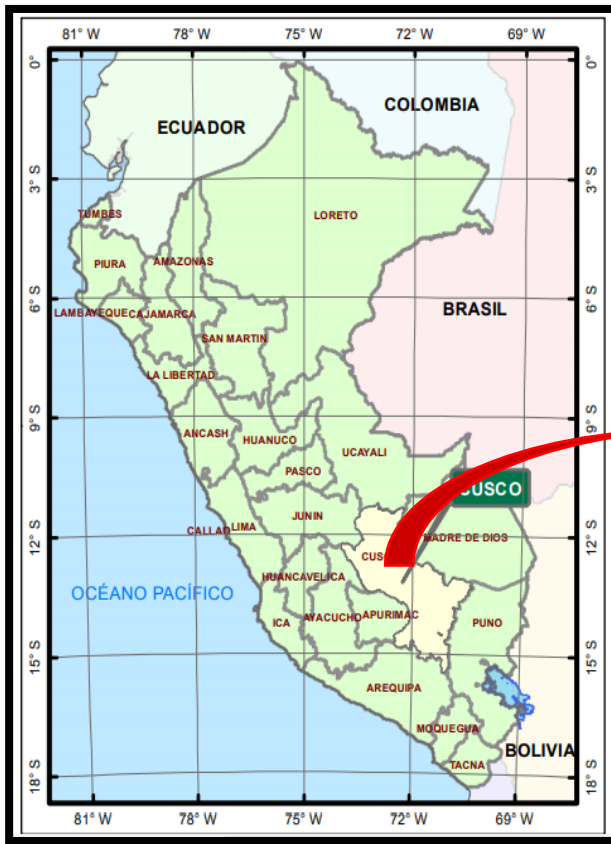 81° W 78° W 75° W 72° W 69° W
0° 0°
COLOMBIA
ECUADOR
3° S 3° S
TUMBES LORETO
PIURA AMAZONAS
6° S 6° S
LAMBAYEQUE CAJAMARCA BRASIL
SAN MARTIN
LA LIBERTAD
9° S 9° S
ANCASH HUANUCO UCAYALI
PASCO
CUSCO
JUNIN
CALLAO LIMA
12° S MADRE DE DIOS 12° S
HUANCAVELICA
OCÉANO PACÍFICO
ICA AYACUCHO APURIMAC PUNO
15° S 15° S
AREQUIPA
MOQUEGUA BOLIVIA
TACNA
18° S 18° S
81° W 78° W 75° W 72° W 69° W